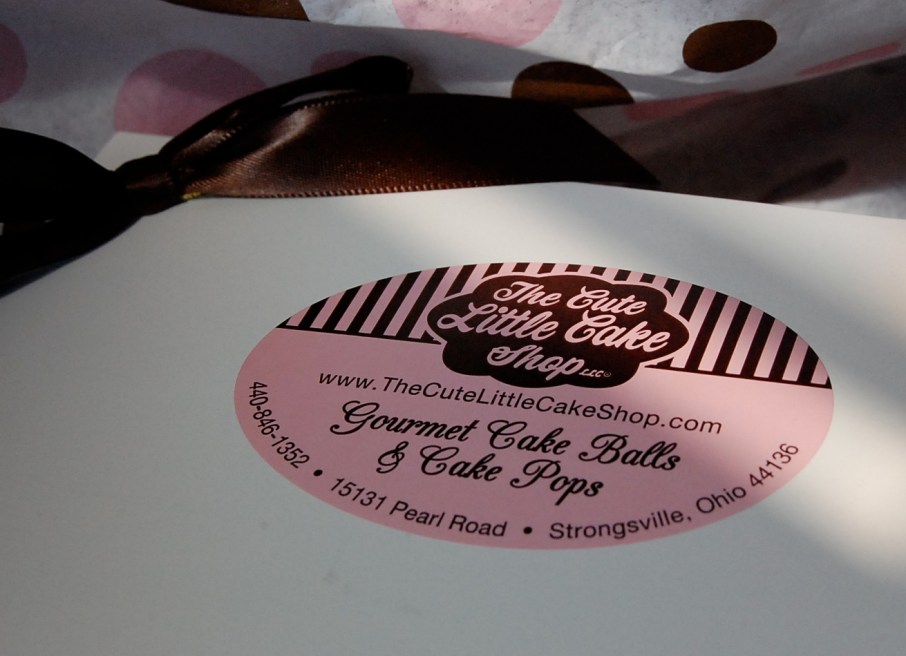 The Cute
Little Cake
Shop LLC
www.TheCuteLittleCakeShop.com
Gourmet Cake Balls
& Cake Pops
440-846-1352 • 15131 Pearl Road • Strongsville, Ohio 44136